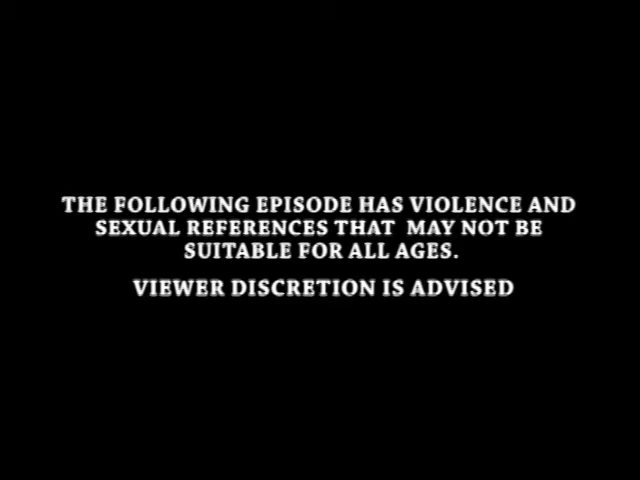 THE FOLLOWING EPISODE HAS VIOLENCE AND
SEXUAL REFERENCES THAT MAY NOT BE
SUITABLE FOR ALL AGES.
VIEWER DISCRETION IS ADVISED